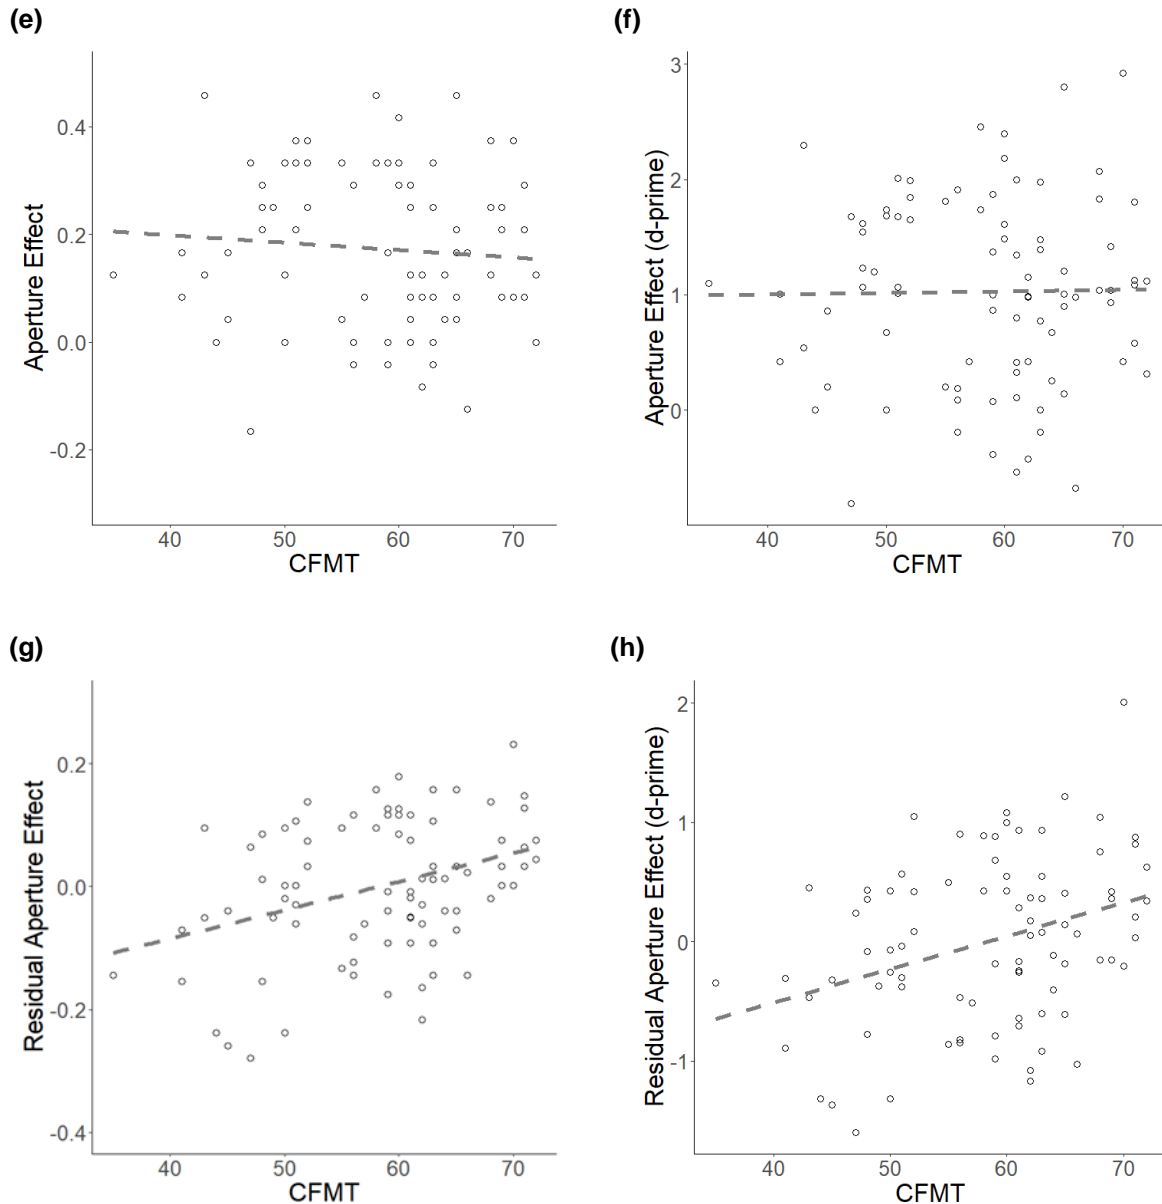 (e)
Aperture Effect
0.4
0.2
0.0
-0.2
40 50 60 70
CFMT
(f)
Aperture Effect (d-prime)
3
2
1
0
40 50 60 70
CFMT
(g)
Residual Aperture Effect
0.2
0.0
-0.2
-0.4
40 50 60 70
CFMT
(h)
Residual Aperture Effect (d-prime)
2
1
0
-1
40 50 60 70
CFMT